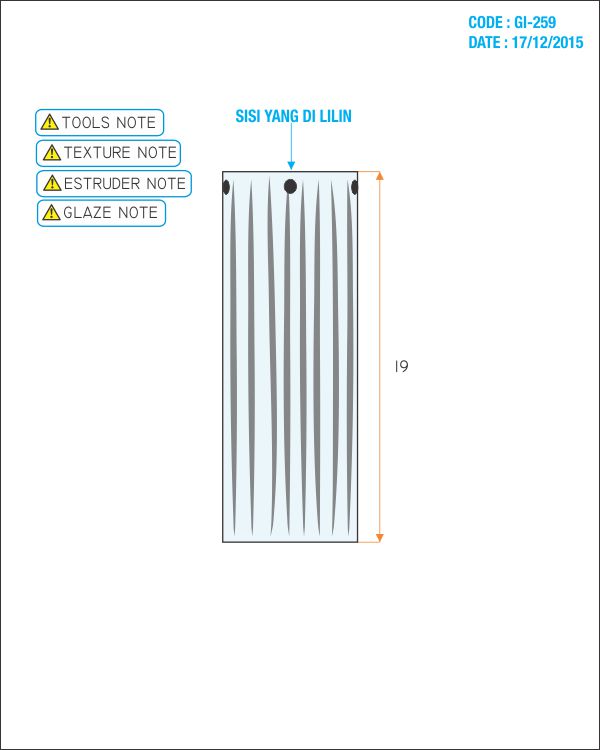 CODE : GI-259
DATE : 17/12/2015
SISI YANG DI LILIN
TOOLS NOTE
TEXTURE NOTE
ESTRUDER NOTE
GLAZE NOTE
19